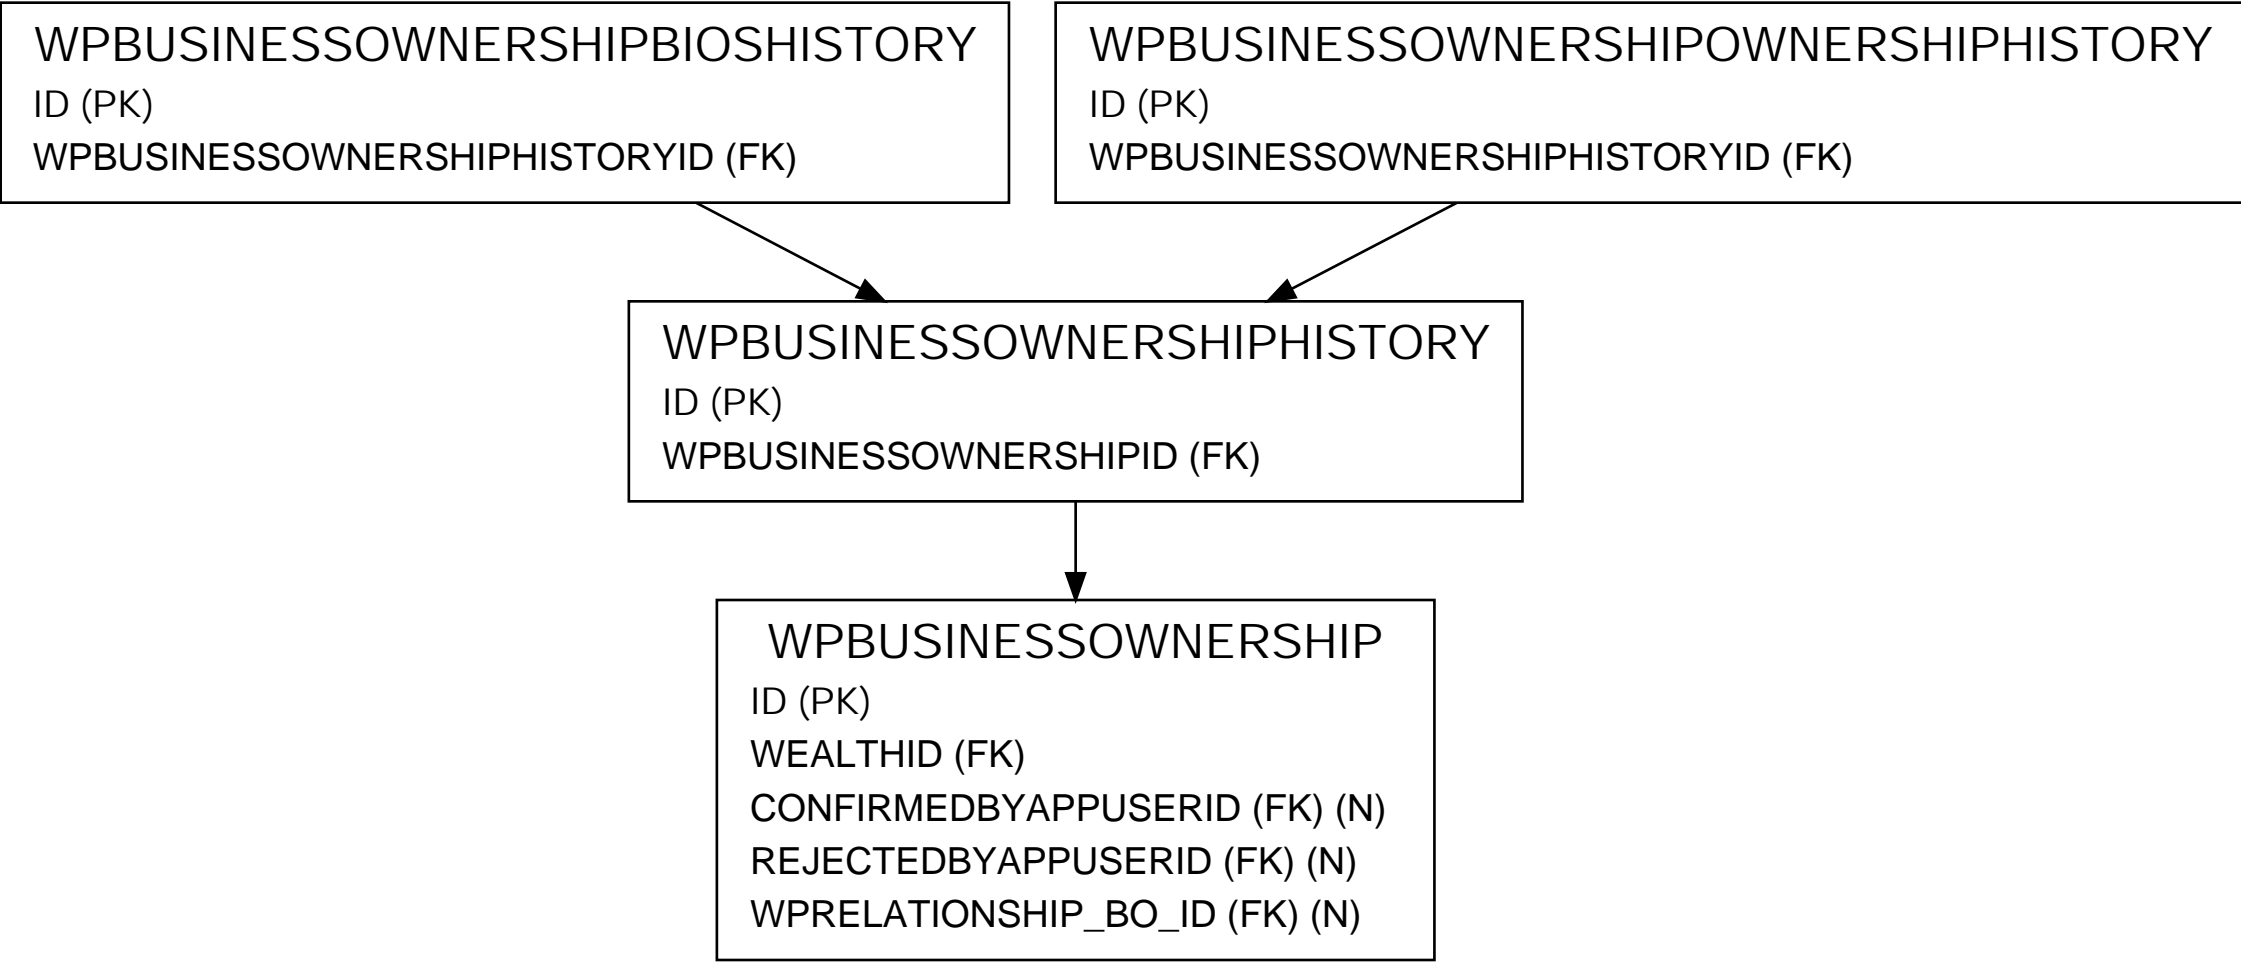 WPBUSINESSOWNERSHIPBIOSHISTORY
ID (PK)
WPBUSINESSOWNERSHIPHISTORYID (FK)
WPBUSINESSOWNERSHIPOWNERSHIPHISTORY
ID (PK)
WPBUSINESSOWNERSHIPHISTORYID (FK)
WPBUSINESSOWNERSHIPHISTORY
ID (PK)
WPBUSINESSOWNERSHIPID (FK)
WPBUSINESSOWNERSHIP
ID (PK)
WEALTHID (FK)
CONFIRMEDBYAPPUSERID (FK) (N)
REJECTEDBYAPPUSERID (FK) (N)
WPRELATIONSHIP_BO_ID (FK) (N)